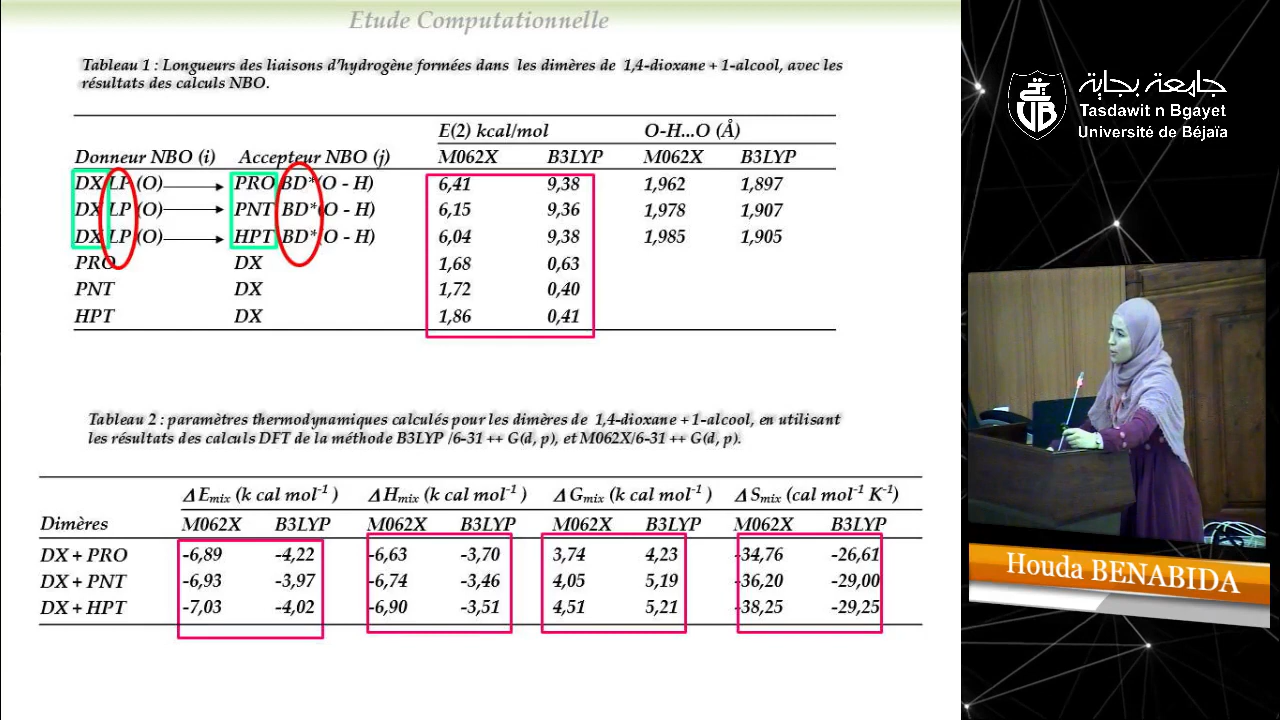 Etude Computationnelle
Tableau 1 : Longueurs des liaisons d'hydrogène formées dans les dimères de 1,4-dioxane + 1-alcool, avec les
résultats des calculs NBO.
E(2) kcal/mol O-H...O (Å)
Donneur NBO (i) Accepteur NBO (j) M062X B3LYP M062X B3LYP
DX LP (O) PRO BD*(O - H) 6,41 9,38 1,962 1,897
DX LP (O) PNT BD*(O - H) 6,15 9,36 1,978 1,907
DX LP (O) HPT BD*(O - H) 6,04 9,38 1,985 1,905
PRO DX 1,68 0,63
PNT DX 1,72 0,40
HPT DX 1,86 0,41
Tableau 2 : paramètres thermodynamiques calculés pour les dimères de 1,4-dioxane + 1-alcool, en utilisant
les résultats des calculs DFT de la méthode B3LYP /6-31 ++ G(d, p), et M062X/6-31 ++ G(d, p).
ΔEmix (k cal mol-1 ) ΔHmix (k cal mol-1 ) ΔGmix (k cal mol-1 ) ΔSmix (cal mol-1 K-1)
Dimères M062X B3LYP M062X B3LYP M062X B3LYP M062X B3LYP
DX + PRO -6,89 -4,22 -6,63 -3,70 3,74 4,23 -34,76 -26,61
DX + PNT -6,93 -3,97 -6,74 -3,46 4,05 5,19 -36,20 -29,00
DX + HPT -7,03 -4,02 -6,90 -3,51 4,51 5,21 -38,25 -29,25
جامعة بجاية
Tasdawit n Bgayet
Université de Béjaïa
Houda BENABIDA